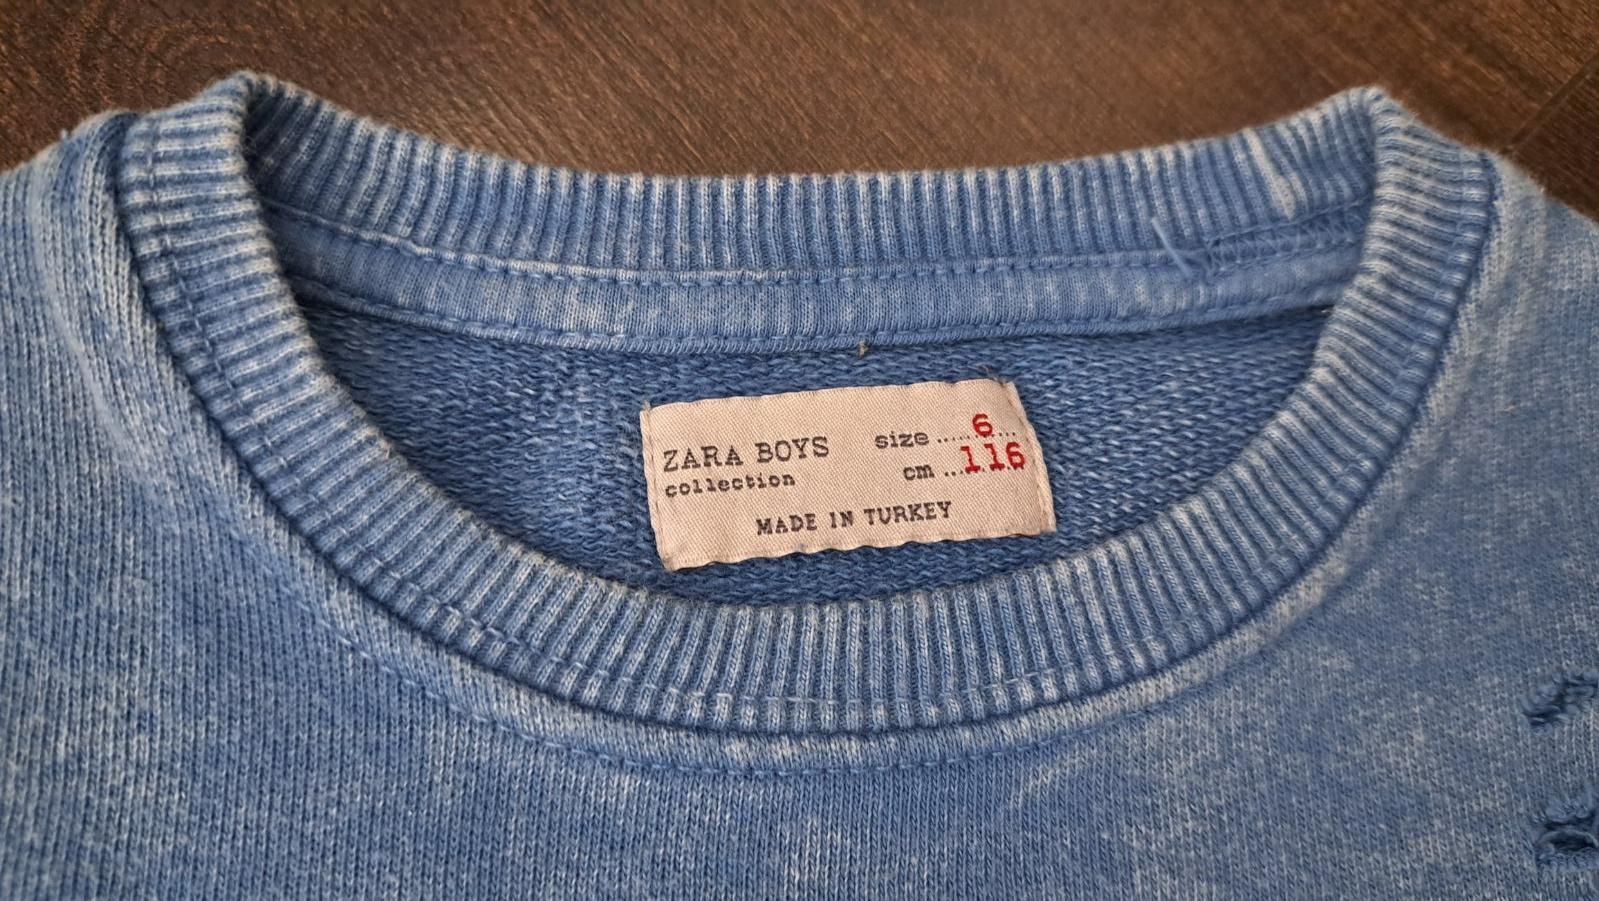 ZARA BOYS
collection
size ........6...
cm ...116
MADE IN TURKEY